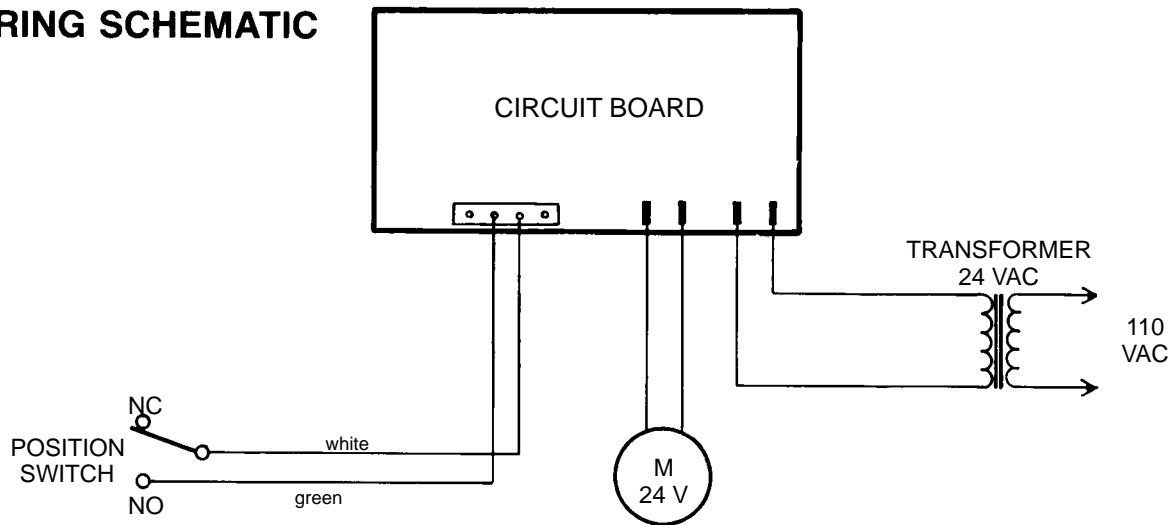 RING SCHEMATIC
CIRCUIT BOARD
TRANSFORMER
24 VAC
110
VAC
NC
POSITION
SWITCH
NO
white
green
M
24 V